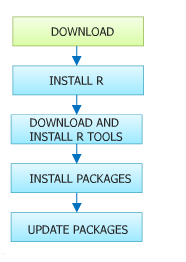 DOWNLOAD
INSTALL R
DOWNLOAD AND
INSTALL R TOOLS
INSTALL PACKAGES
UPDATE PACKAGES